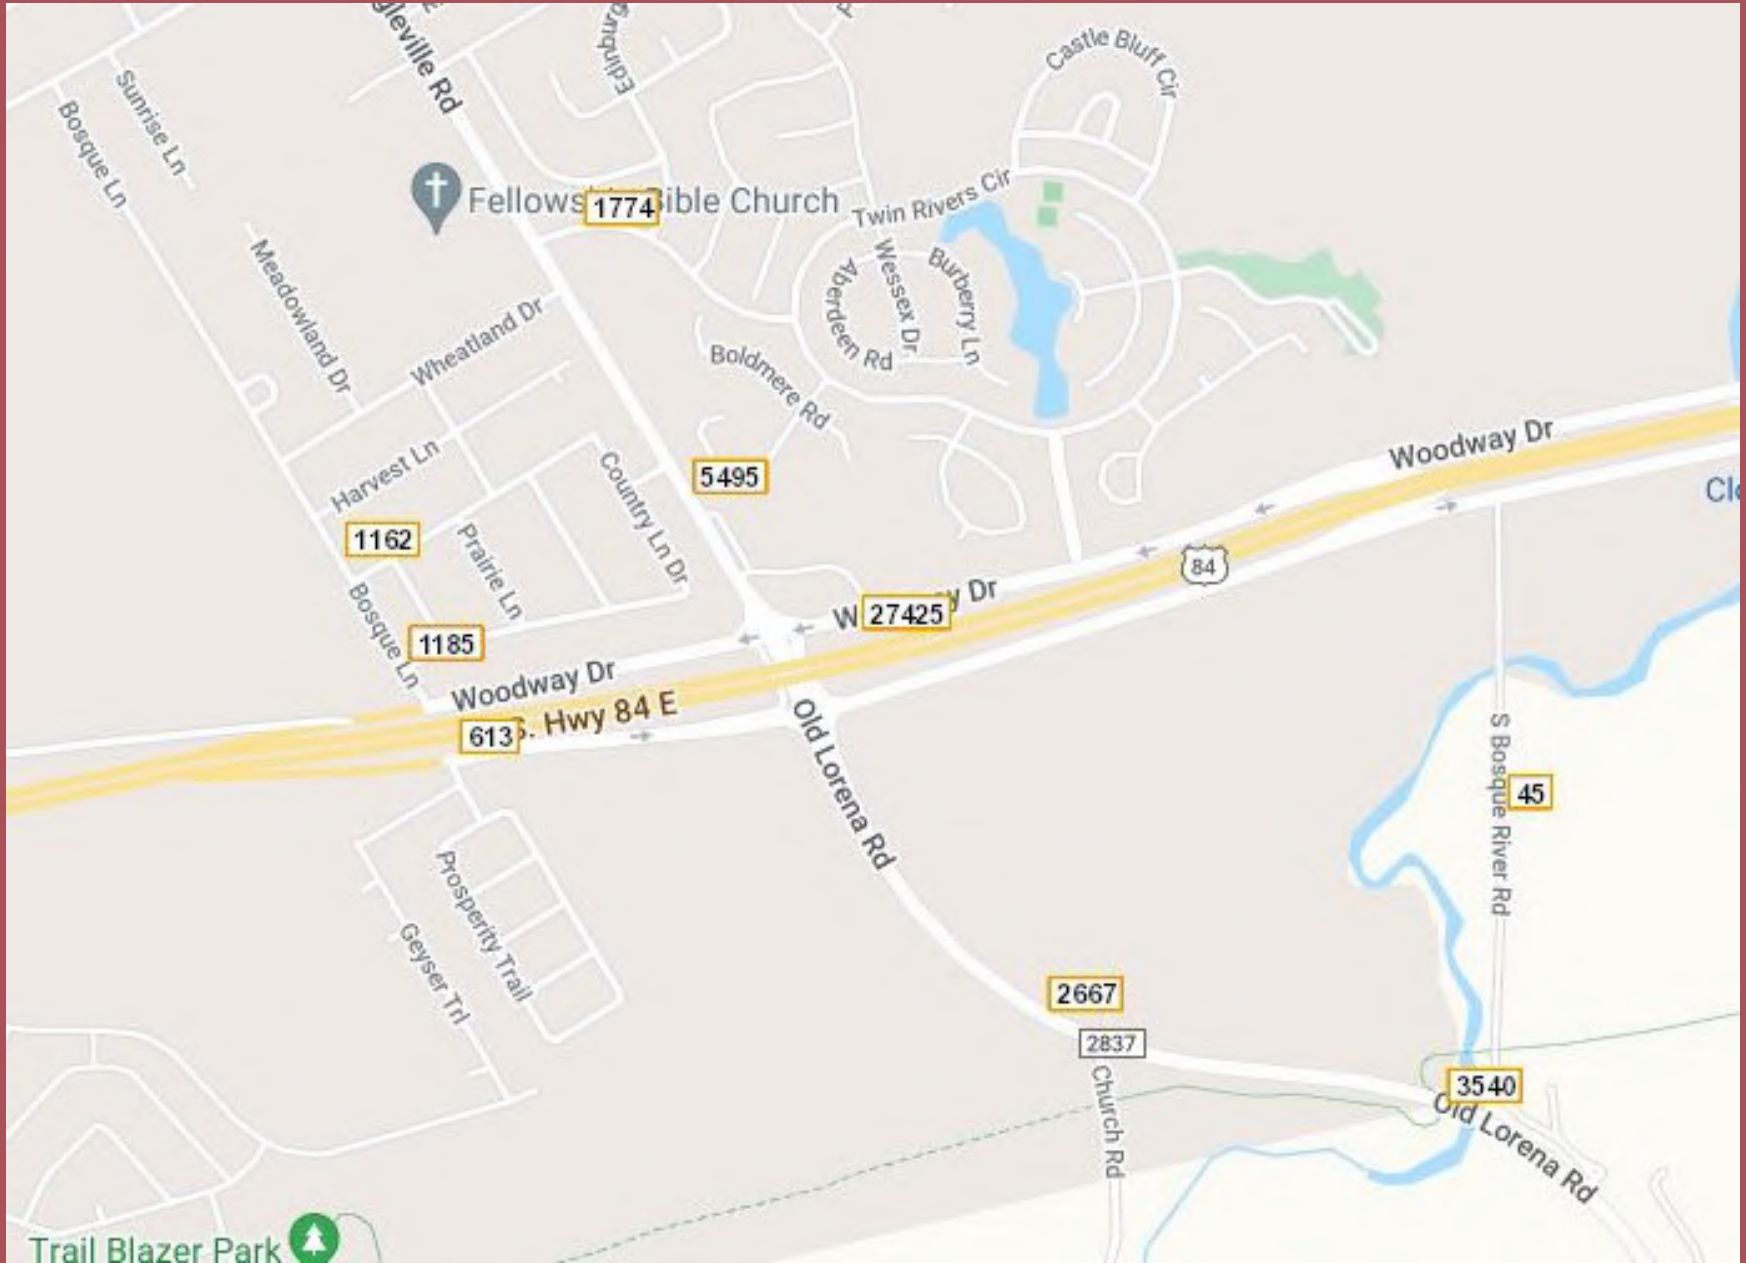 gleville Rd
Edinburg
Castle Bluff Cir
Sunrise Ln
Bosque Ln
1774
Bible Church
Twin Rivers Cir
Meadowland Dr
Wheatland Dr
Aberdeen Rd
Wessex Dr
Burberry Ln
Boldmere Rd
Woodway Dr
Harvest Ln
Country Ln Dr
5495
1162
Prairie Ln
84
Bosque Ln
27425
Dr
1185
Woodway Dr
613
S. Hwy 84 E
Old Lorena Rd
S Bosque River Rd
45
Prosperity Trail
Geyser Trl
2667
2837
Church Rd
3540
Old Lorena Rd
Trail Blazer Park